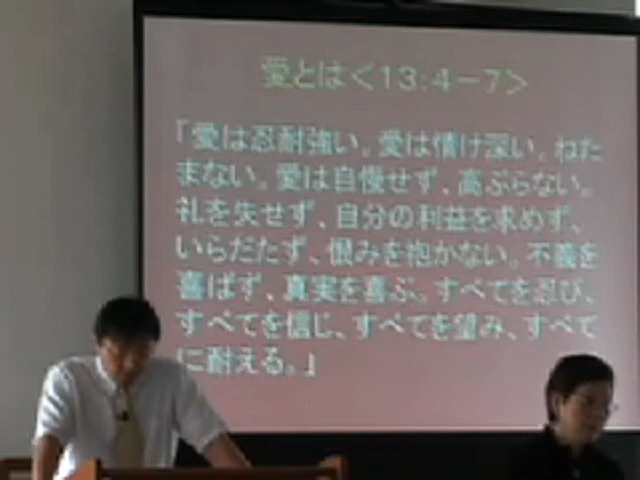 愛とは<13:4－7>
「愛は忍耐強い。愛は情け深い。ねた
まない。愛は自慢せず、高ぶらない。
礼を失せず、自分の利益を求めず、
いらだたず、恨みを抱かない。不義を
喜ばず、真実を喜ぶ。すべてを忍び、
すべてを信じ、すべてを望み、すべて
に耐える。」